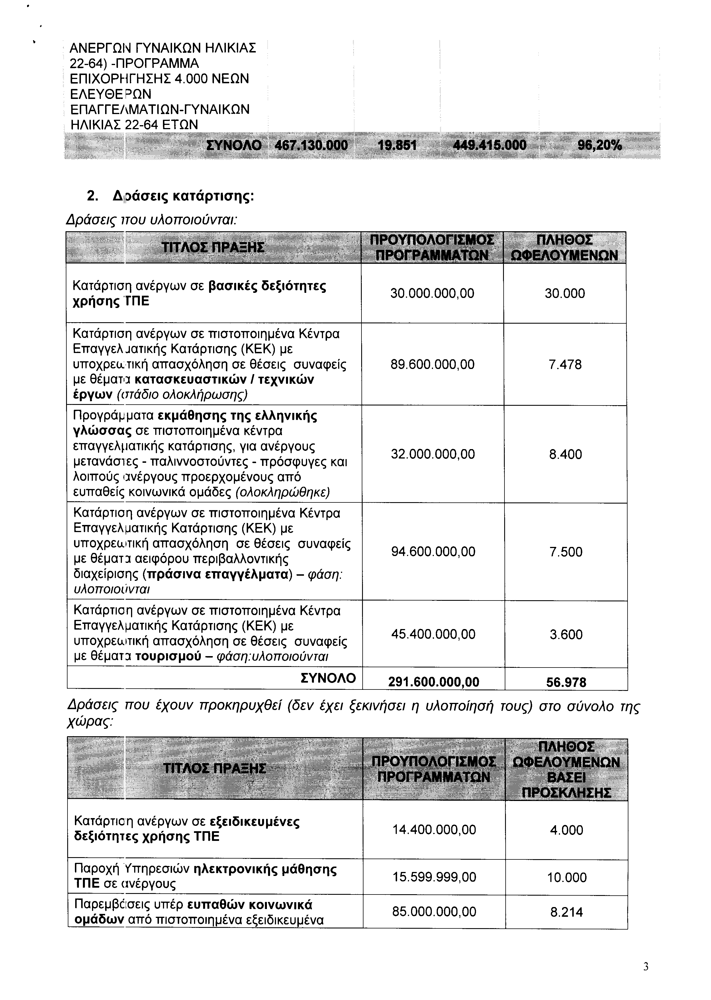 ΑΝΕΡΓΩΝ ΓΥΝΑΙΚΩΝ ΗΛΙΚΙΑΣ
22-64) -ΠΡΟΓΡΑΜΜΑ
ΕΠΙΧΟΡΗΓΗΣΗΣ 4.000 ΝΕΩΝ
ΕΛΕΥΘΕΡΩΝ
ΕΠΑΓΓΕΛΜΑΤΙΩΝ-ΓΥΝΑΙΚΩΝ
ΗΛΙΚΙΑΣ 22-64 ΕΤΩΝ
ΣΥΝΟΛΟ 467.130.000 19.851 449.415.000 96,20%
2. Δράσεις κατάρτισης:
Δράσεις που υλοποιούνται:
ΤΙΤΛΟΣ ΠΡΑΞΗΣ
ΠΡΟΥΠΟΛΟΓΙΣΜΟΣ
ΠΡΟΓΡΑΜΜΑΤΩΝ
ΠΛΗΘΟΣ
ΩΦΕΛΟΥΜΕΝΩΝ
Κατάρτιση ανέργων σε βασικές δεξιότητες
χρήσης ΤΠΕ
30.000.000,00
30.000
Κατάρτιση ανέργων σε πιστοποιημένα Κέντρα
Επαγγελματικής Κατάρτισης (ΚΕΚ) με
υποχρεωτική απασχόληση σε θέσεις συναφείς
με θέματα κατασκευαστικών / τεχνικών
έργων (στάδιο ολοκλήρωσης)
89.600.000,00
7.478
Προγράμματα εκμάθησης της ελληνικής
γλώσσας σε πιστοποιημένα κέντρα
επαγγελματικής κατάρτισης, για ανέργους
μετανάστες - παλιννοστούντες - πρόσφυγες και
λοιπούς ανέργους προερχομένους από
ευπαθείς κοινωνικά ομάδες (ολοκληρώθηκε)
32.000.000,00
8.400
Κατάρτιση ανέργων σε πιστοποιημένα Κέντρα
Επαγγελματικής Κατάρτισης (ΚΕΚ) με
υποχρεωτική απασχόληση σε θέσεις συναφείς
με θέματα αειφόρου περιβαλλοντικής
διαχείρισης (πράσινα επαγγέλματα) – φάση:
υλοποιούνται
94.600.000,00
7.500
Κατάρτιση ανέργων σε πιστοποιημένα Κέντρα
Επαγγελματικής Κατάρτισης (ΚΕΚ) με
υποχρεωτική απασχόληση σε θέσεις συναφείς
με θέματα τουρισμού – φάση:υλοποιούνται
45.400.000,00
3.600
ΣΥΝΟΛΟ
291.600.000,00
56.978
Δράσεις που έχουν προκηρυχθεί (δεν έχει ξεκινήσει η υλοποίησή τους) στο σύνολο της
χώρας:
ΤΙΤΛΟΣ ΠΡΑΞΗΣ
ΠΡΟΥΠΟΛΟΓΙΣΜΟΣ
ΠΡΟΓΡΑΜΜΑΤΩΝ
ΠΛΗΘΟΣ
ΩΦΕΛΟΥΜΕΝΩΝ
ΒΑΣΕΙ
ΠΡΟΣΚΛΗΣΗΣ
Κατάρτιση ανέργων σε εξειδικευμένες
δεξιότητες χρήσης ΤΠΕ
14.400.000,00
4.000
Παροχή Υπηρεσιών ηλεκτρονικής μάθησης
ΤΠΕ σε ανέργους
15.599.999,00
10.000
Παρεμβάσεις υπέρ ευπαθών κοινωνικά
ομάδων από πιστοποιημένα εξειδικευμένα
85.000.000,00
8.214
3